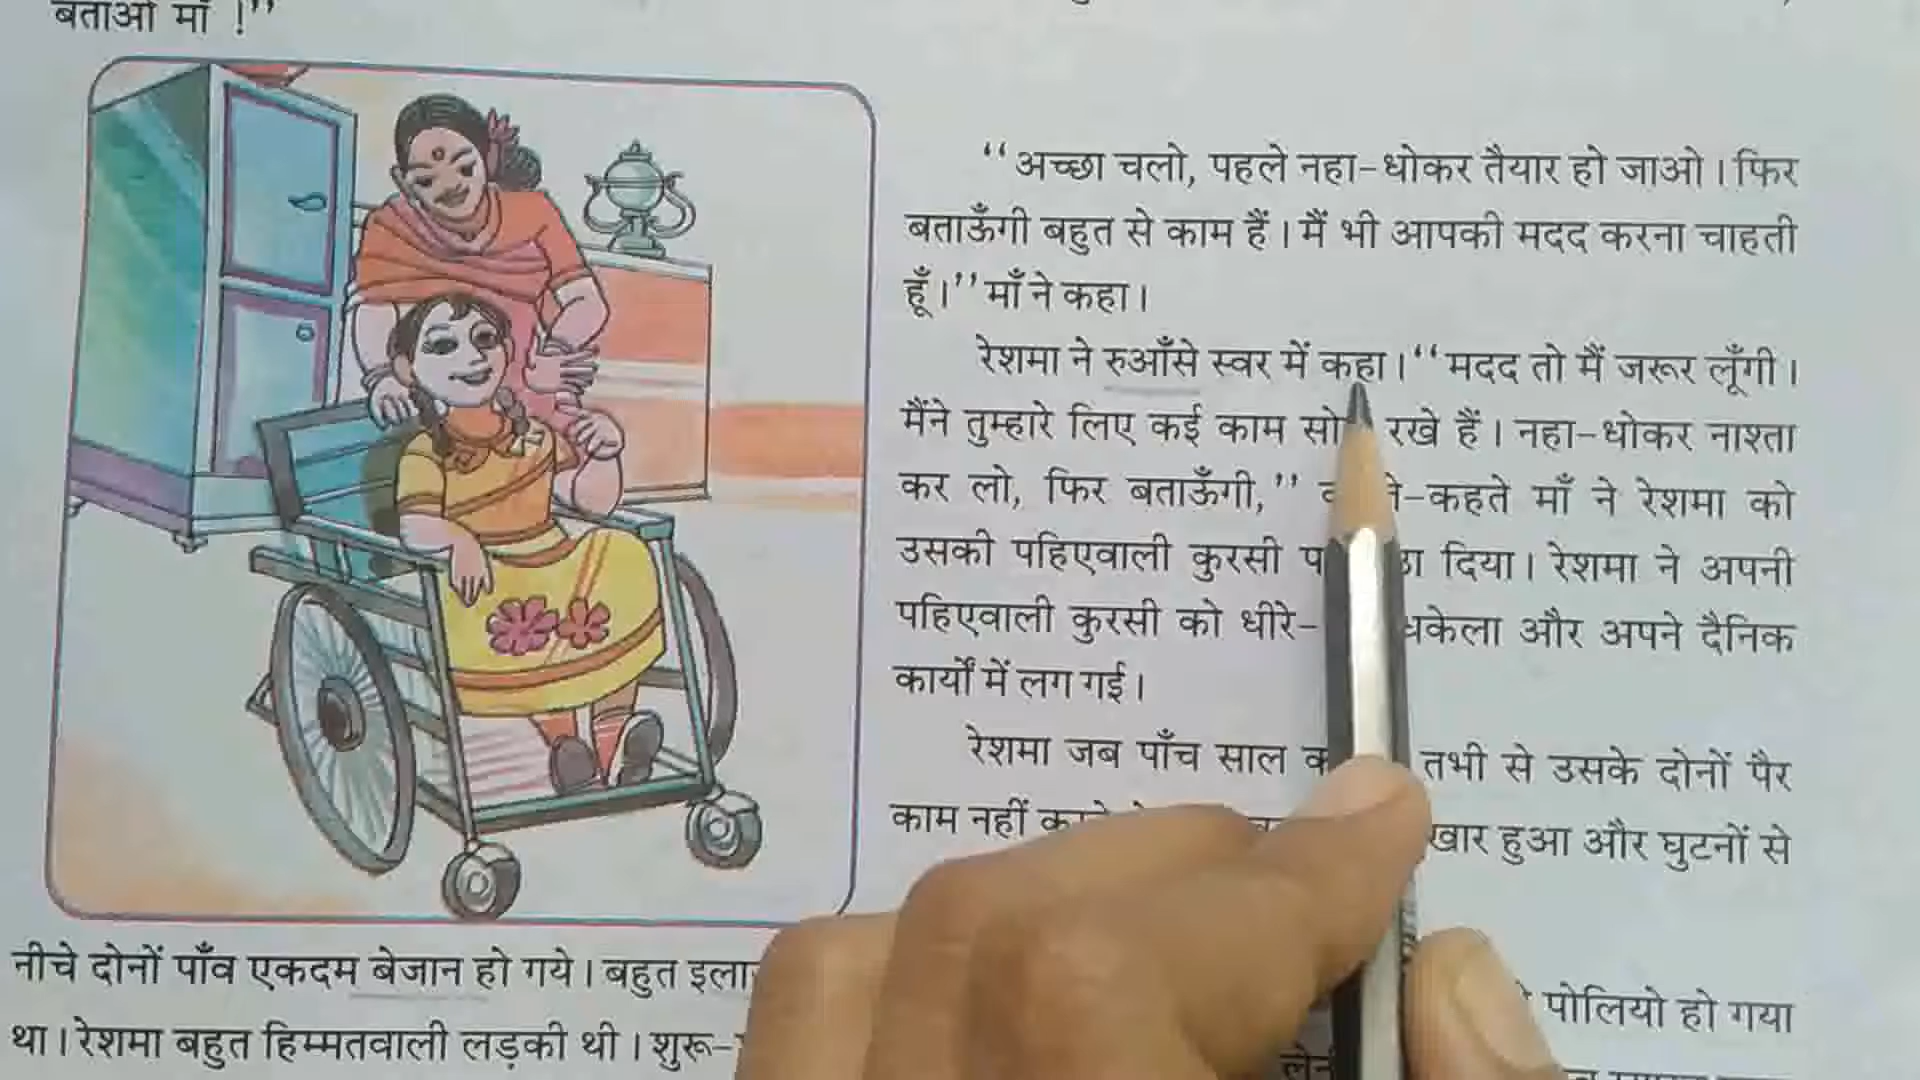 बताओ माँ !’’
‘‘अच्छा चलो, पहले नहा-धोकर तैयार हो जाओ । फिर
बताऊँगी बहुत से काम हैं । मैं भी आपकी मदद करना चाहती
हूँ ।’’ माँ ने कहा ।
रेशमा ने रुआँसे स्वर में कहा । ‘‘मदद तो मैं जरूर लूँगी ।
मैंने तुम्हारे लिए कई काम रखे हैं । नहा-धोकर नाश्ता
कर लो, फिर बताऊँगी,’’ -कहते माँ ने रेशमा को
उसकी पहिएवाली कुरसी दिया । रेशमा ने अपनी
पहिएवाली कुरसी को धीरे- और अपने दैनिक
कार्यों में लग गई ।
रेशमा जब पाँच साल तभी से उसके दोनों पैर
काम नहीं हुआ और घुटनों से
नीचे दोनों पाँव एकदम बेजान हो गये । बहुत पोलियो हो गया
था । रेशमा बहुत हिम्मतवाली लड़की थी । शुरू-